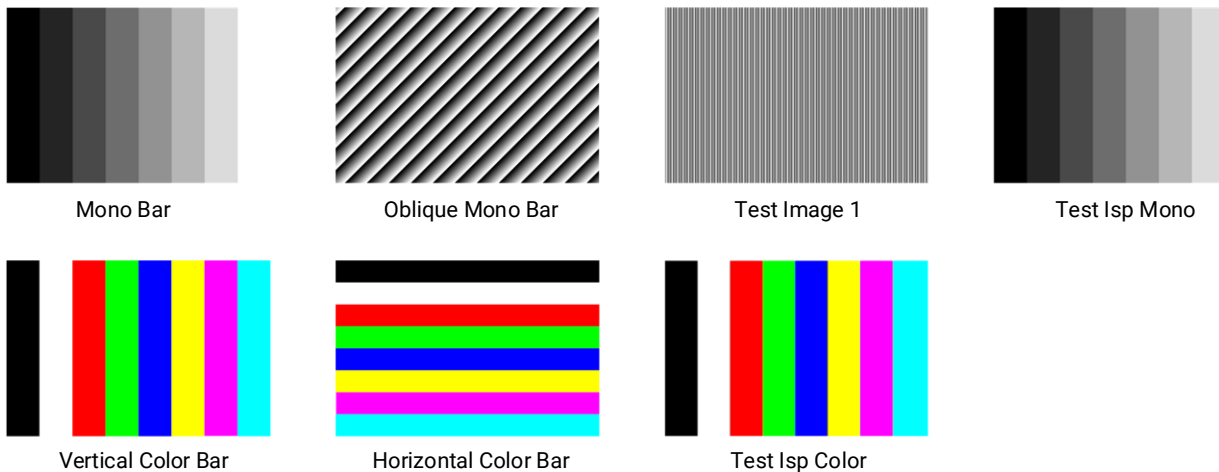 Mono Bar
Oblique Mono Bar
Test Image 1
Test Isp Mono
Vertical Color Bar
Horizontal Color Bar
Test Isp Color